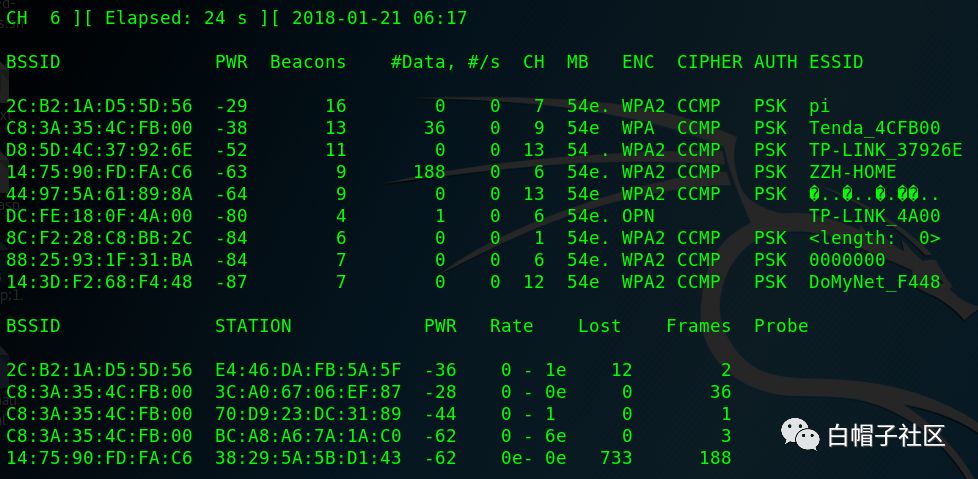 CH  6 ][ Elapsed: 24 s ][ 2018-01-21 06:17
BSSID              PWR  Beacons    #Data, #/s  CH  MB   ENC  CIPHER AUTH ESSID
2C:B2:1A:D5:5D:56  -29       16        0    0   7  54e. WPA2 CCMP   PSK  pi
C8:3A:35:4C:FB:00  -38       13       36    0   9  54e  WPA  CCMP   PSK  Tenda_4CFB00
D8:5D:4C:37:92:6E  -52       11        0    0  13  54 . WPA2 CCMP   PSK  TP-LINK_37926E
14:75:90:FD:FA:C6  -63        9      188    0   6  54e. WPA2 CCMP   PSK  ZZH-HOME
44:97:5A:61:89:8A  -64        9        0    0  13  54e  WPA2 CCMP   PSK  �..�..�.��..
DC:FE:18:0F:4A:00  -80        4        1    0   6  54e. OPN              TP-LINK_4A00
8C:F2:28:C8:BB:2C  -84        6        0    0   1  54e. WPA2 CCMP   PSK  <length:  0>
88:25:93:1F:31:BA  -84        7        0    0   6  54e. WPA2 CCMP   PSK  0000000
14:3D:F2:68:F4:48  -87        7        0    0  12  54e  WPA2 CCMP   PSK  DoMyNet_F448
BSSID              STATION            PWR   Rate    Lost    Frames  Probe
2C:B2:1A:D5:5D:56  E4:46:DA:FB:5A:5F  -36    0 - 1e    12        2
C8:3A:35:4C:FB:00  3C:A0:67:06:EF:87  -28    0 - 0e     0       36
C8:3A:35:4C:FB:00  70:D9:23:DC:31:89  -44    0 - 1      0        1
C8:3A:35:4C:FB:00  BC:A8:A6:7A:1A:C0  -62    0 - 6e     0        3
14:75:90:FD:FA:C6  38:29:5A:5B:D1:43  -62    0e- 0e   733      188
白帽子社区